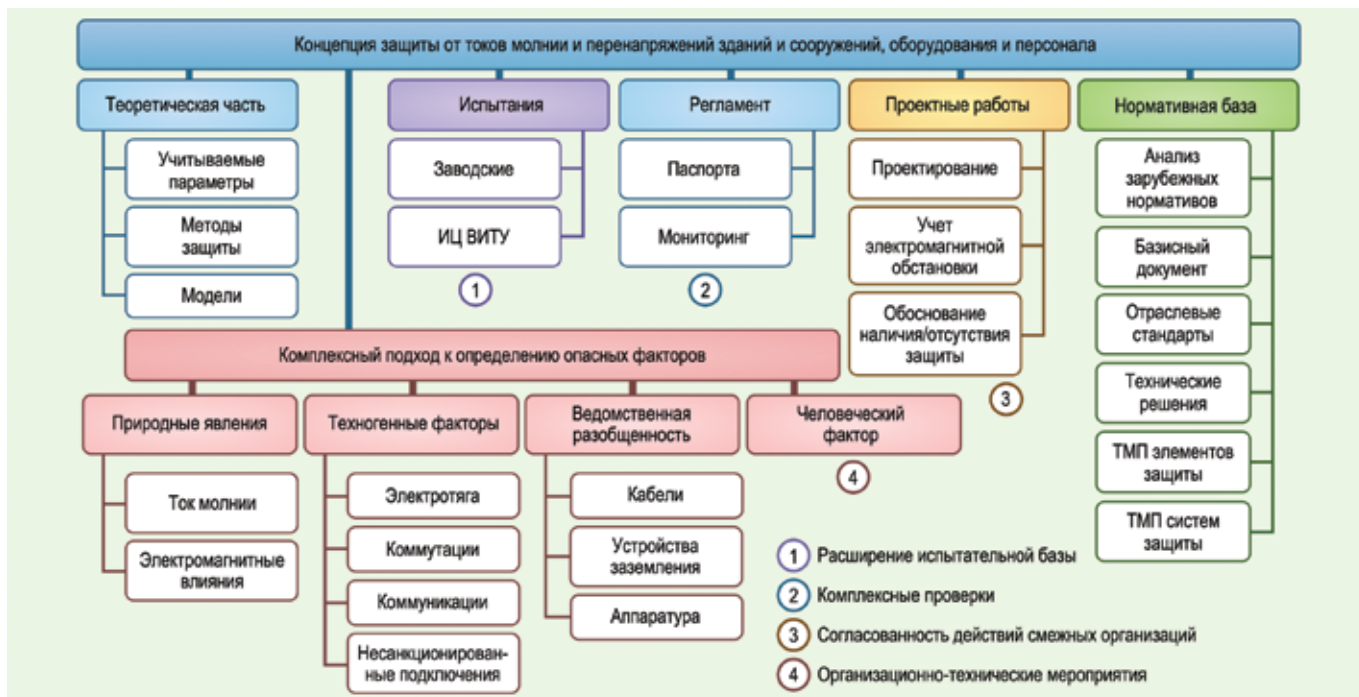 Концепция защиты от токов молнии и перенапряжений зданий и сооружений, оборудования и персонала
Теоретическая часть
Учитываемые
параметры
Методы
защиты
Модели
Испытания
Заводские
ИЦ ВИТУ
1
Регламент
Паспорта
Мониторинг
2
Проектные работы
Проектирование
Учет
электромагнитной
обстановки
Обоснование
наличия/отсутствия
защиты
3
Нормативная база
Анализ
зарубежных
нормативов
Базисный
документ
Отраслевые
стандарты
Технические
решения
ТМП элементов
защиты
ТМП систем
защиты
Комплексный подход к определению опасных факторов
Природные явления
Ток молнии
Электромагнитные
влияния
Техногенные факторы
Электротяга
Коммутации
Коммуникации
Несанкционирован-
ные подключения
Ведомственная
разобщенность
Кабели
Устройства
заземления
Аппаратура
Человеческий
фактор
4
1 Расширение испытательной базы
2 Комплексные проверки
3 Согласованность действий смежных организаций
4 Организационно-технические мероприятия